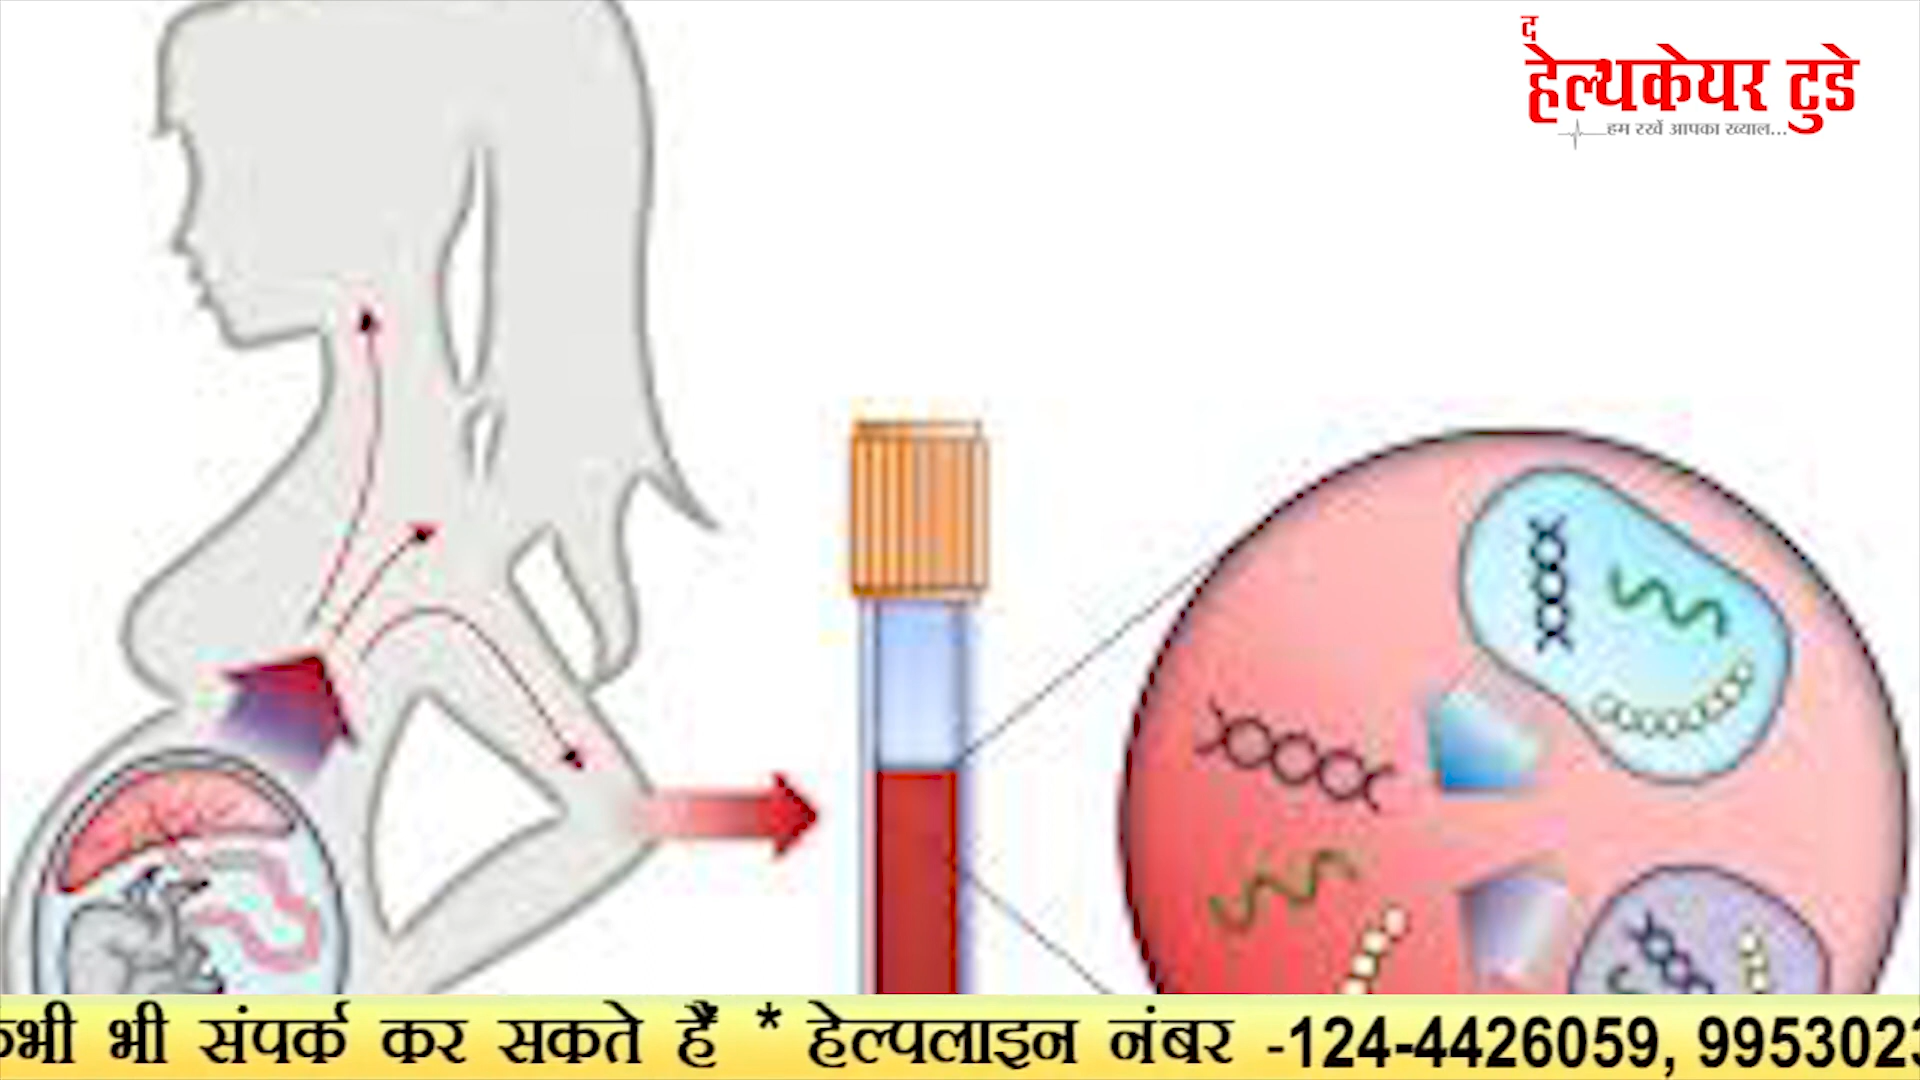 द
हेल्थकेयर टुडे
हम रखें आपका ख्याल...
भी भी संपर्क कर सकते हैं * हेल्पलाइन नंबर -124-4426059, 995302